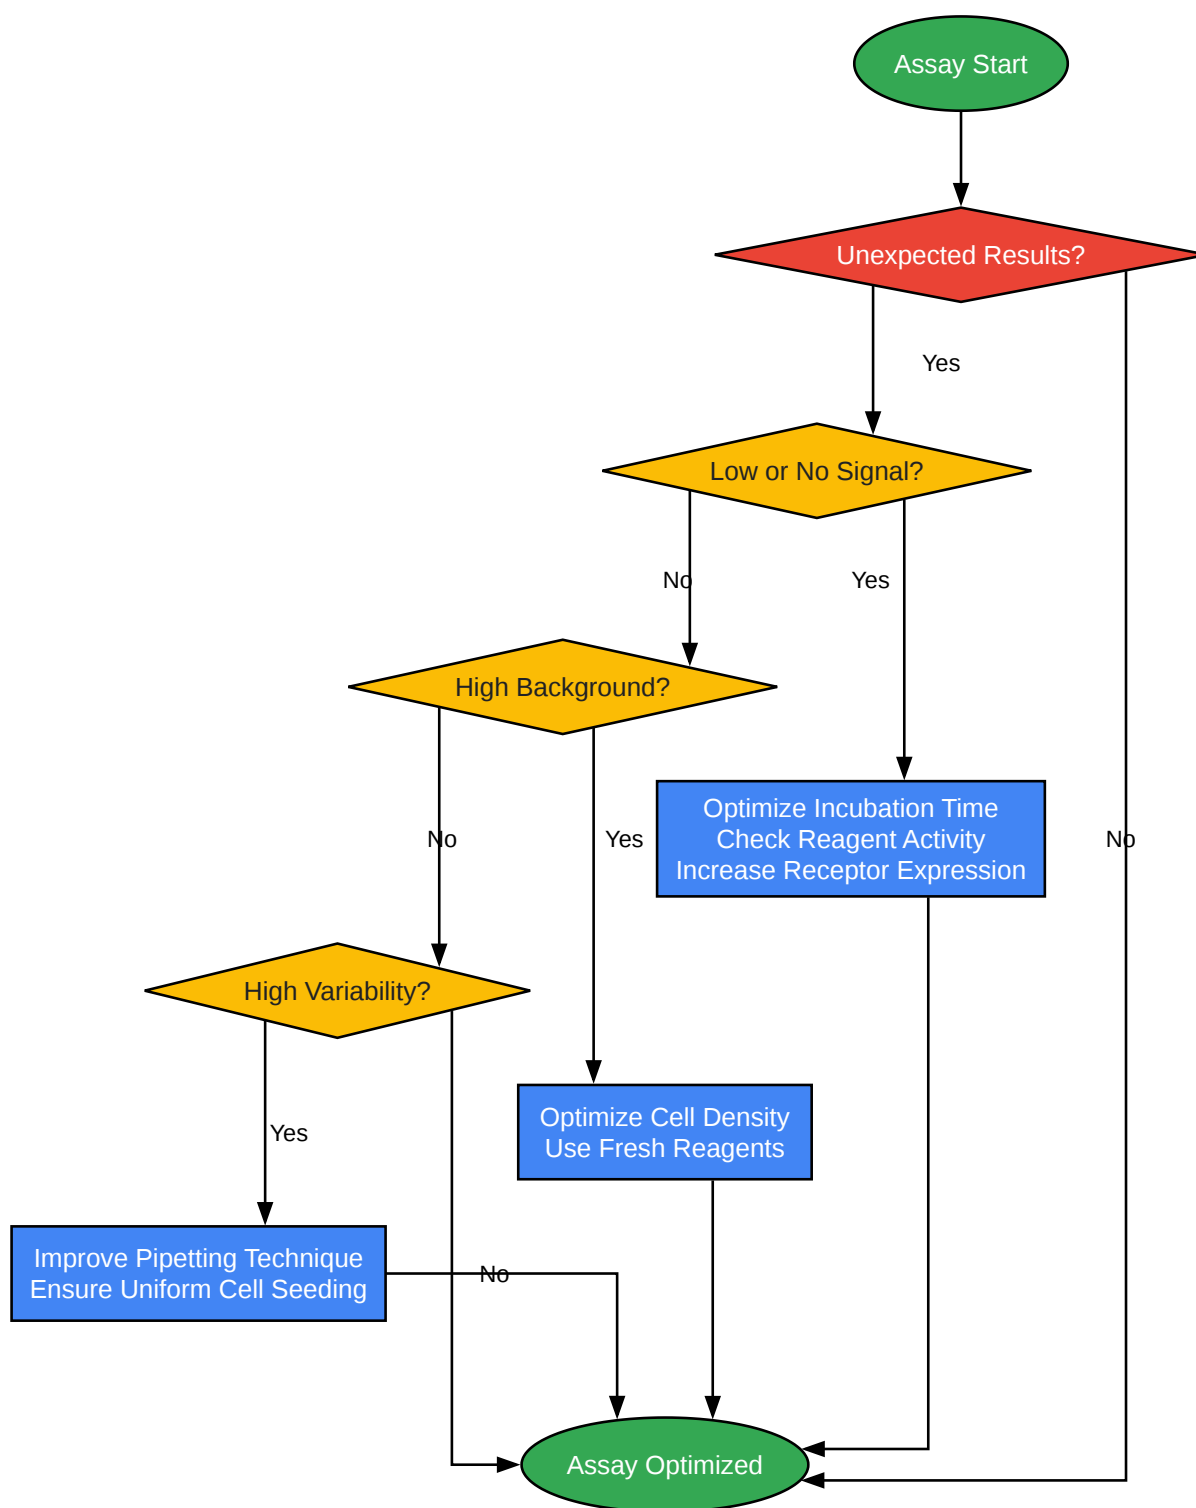 Assay Start
Unexpected Results?
Yes
Low or No Signal?
No
Yes
High Background?
Optimize Incubation Time
Check Reagent Activity
Increase Receptor Expression
No
Yes
No
High Variability?
Optimize Cell Density
Use Fresh Reagents
Yes
Improve Pipetting Technique
Ensure Uniform Cell Seeding
No
Assay Optimized